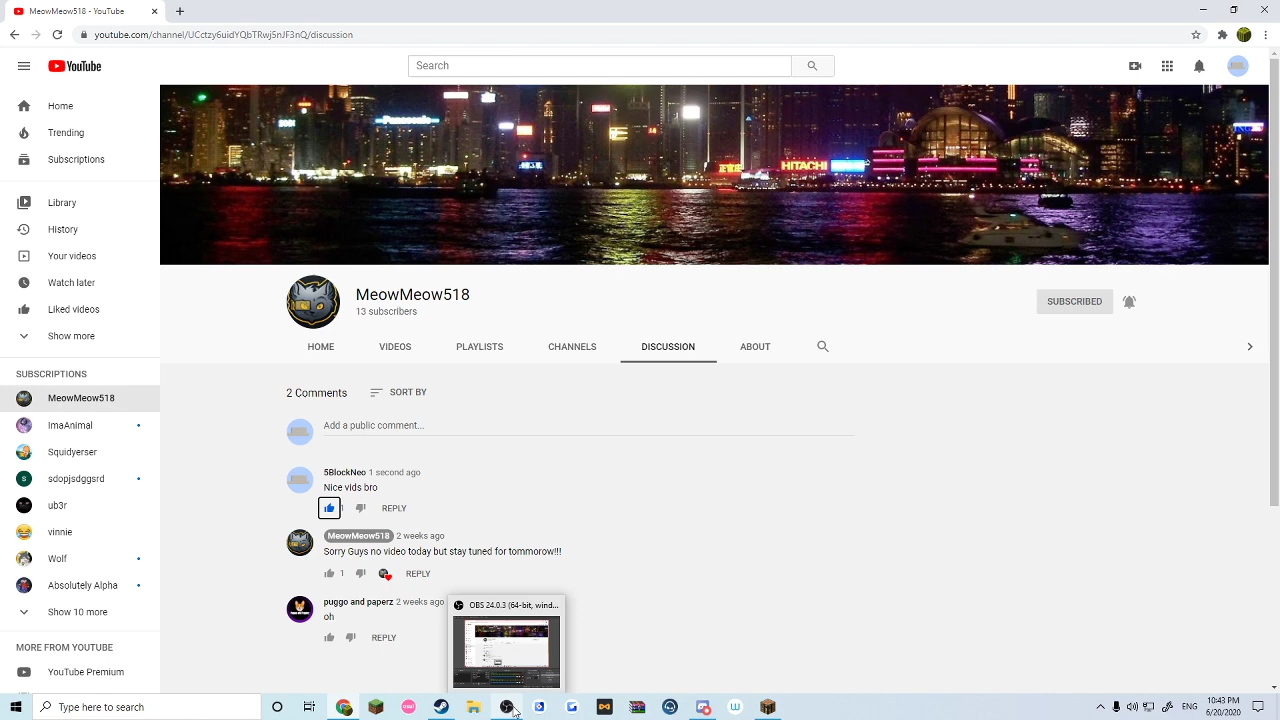 MeowMeow518 - YouTube
youtube.com/channel/UCctzy6uidYQbTRwj5nJF3nQ/discussion
YouTube
Search
Home
Trending
Subscriptions
Library
History
Your videos
Watch later
Liked videos
Show more
SUBSCRIPTIONS
MeowMeow518
ImaAnimal
Squidyerser
sdopjsdggsrd
ub3r
vinnie
Wolf
Absolutely Alpha
Show 10 more
MORE FROM YOUTUBE
YouTube Premium
Panasonic
HITACHI
MeowMeow518
13 subscribers
SUBSCRIBED
HOME VIDEOS PLAYLISTS CHANNELS DISCUSSION ABOUT
2 Comments SORT BY
Add a public comment...
5BlockNeo 1 second ago
Nice vids bro
1 REPLY
MeowMeow518 2 weeks ago
Sorry Guys no video today but stay tuned for tommorow!!!
1 REPLY
puggo and paperz 2 weeks ago
oh
REPLY
OBS 24.0.3 (64-bit, wind...
Type here to search
osu!
ENG
10:43 PM
6/20/2020